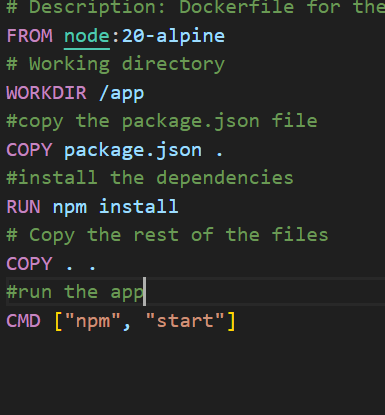 # Description: Dockerfile for the
FROM node:20-alpine
# Working directory
WORKDIR /app
#copy the package.json file
COPY package.json .
#install the dependencies
RUN npm install
# Copy the rest of the files
COPY . .
#run the app
CMD ["npm", "start"]